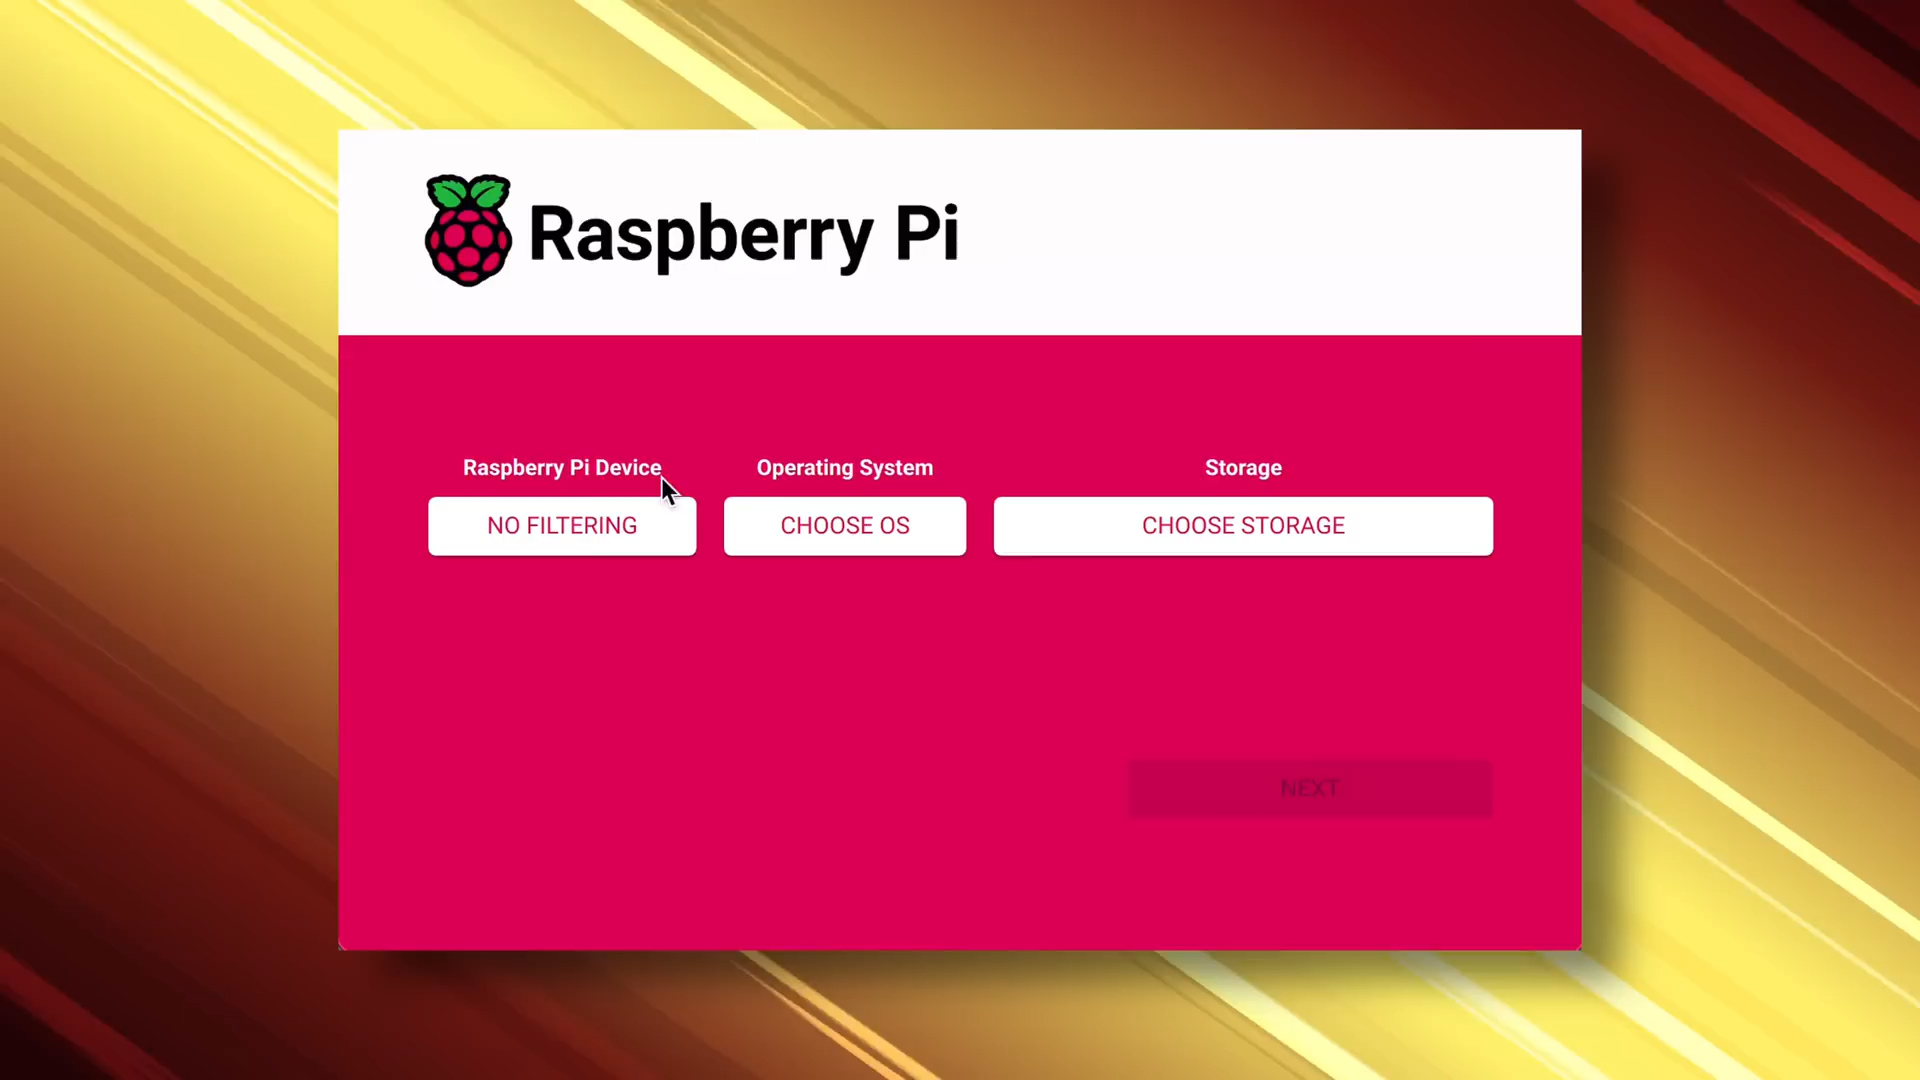 Raspberry Pi
Raspberry Pi Device
Operating System
Storage
NO FILTERING
CHOOSE OS
CHOOSE STORAGE
NEXT